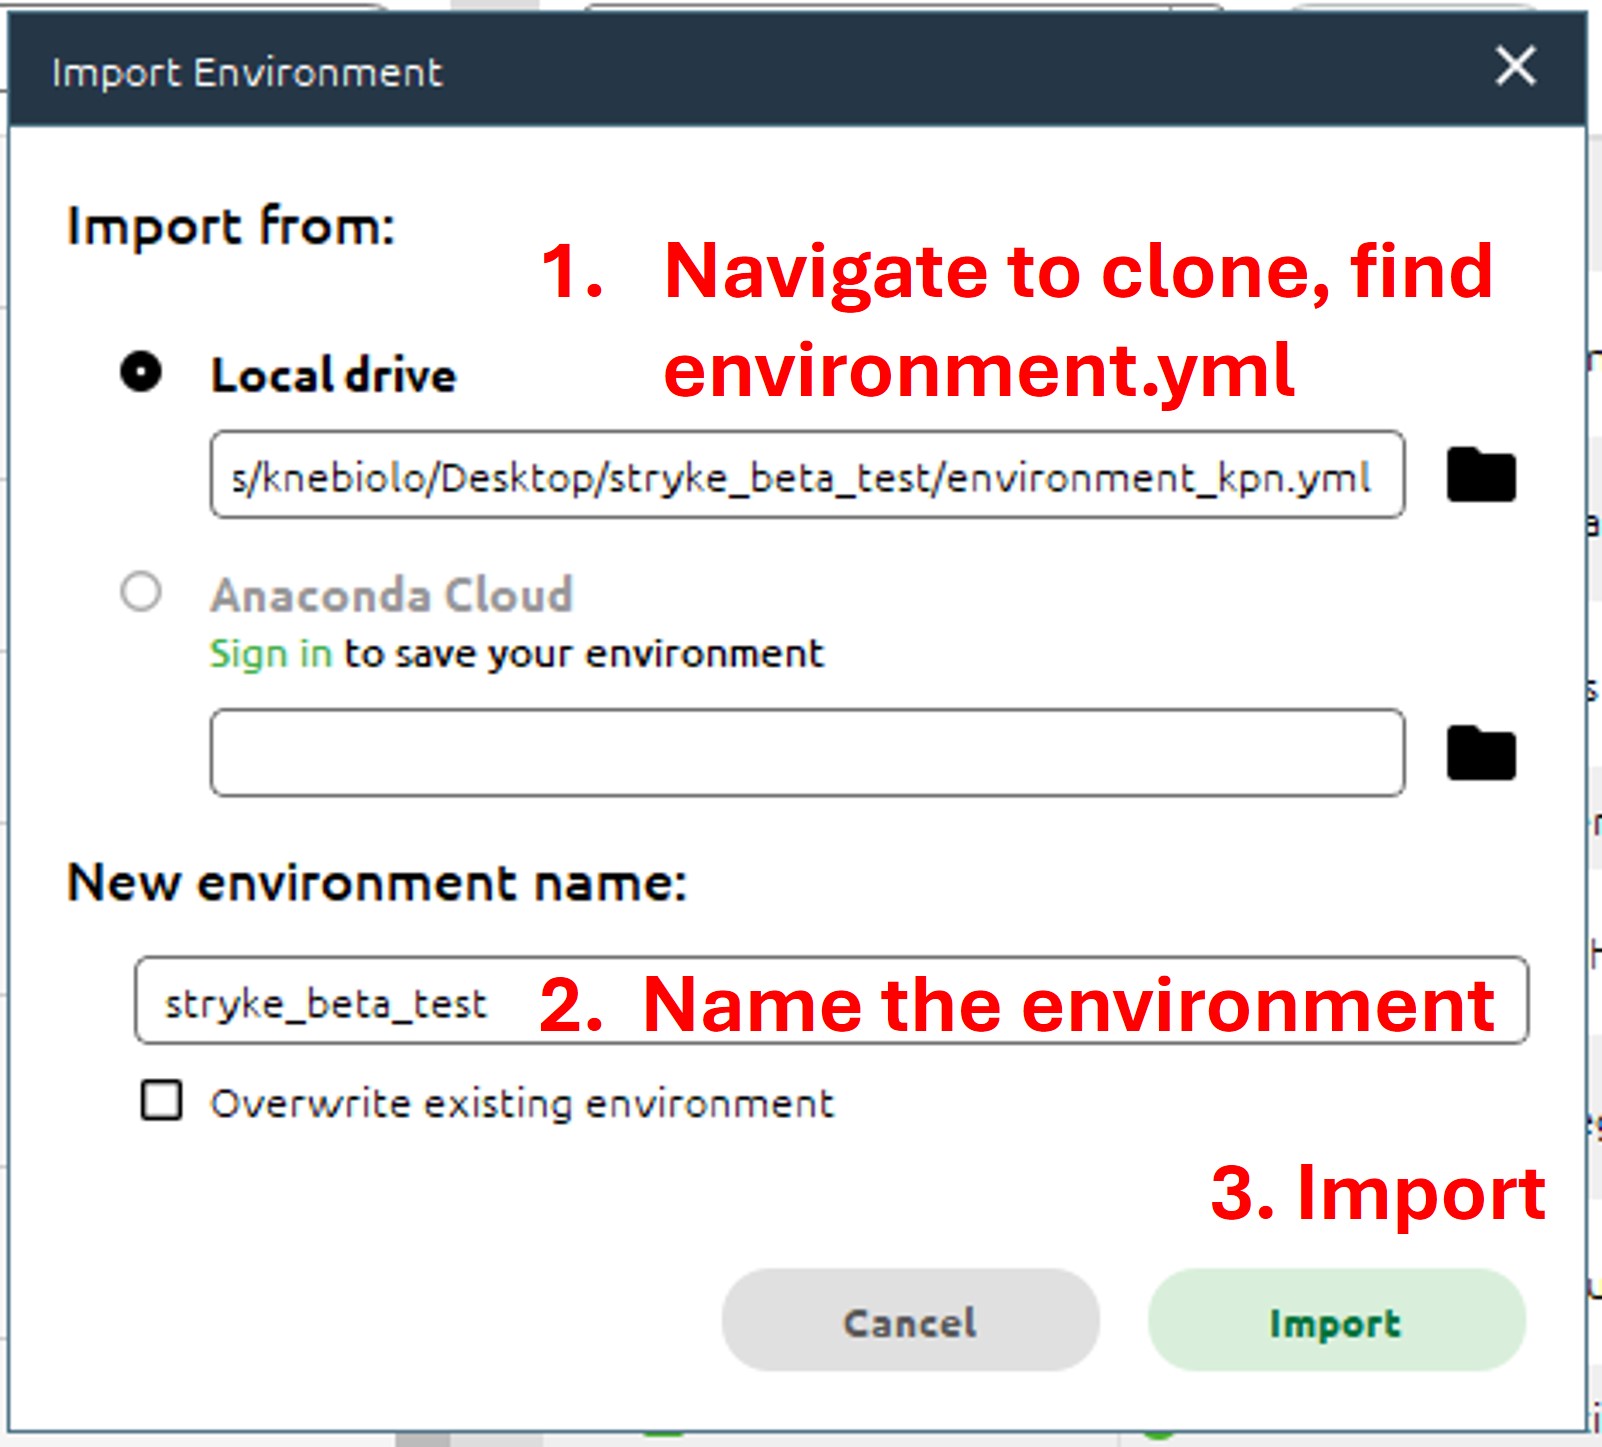 Import Environment
Import from:
1. Navigate to clone, find
environment.yml
Local drive
s/knebiolo/Desktop/stryke_beta_test/environment_kpn.yml
Anaconda Cloud
Sign in to save your environment
New environment name:
stryke_beta_test 2. Name the environment
Overwrite existing environment
3. Import
Cancel Import